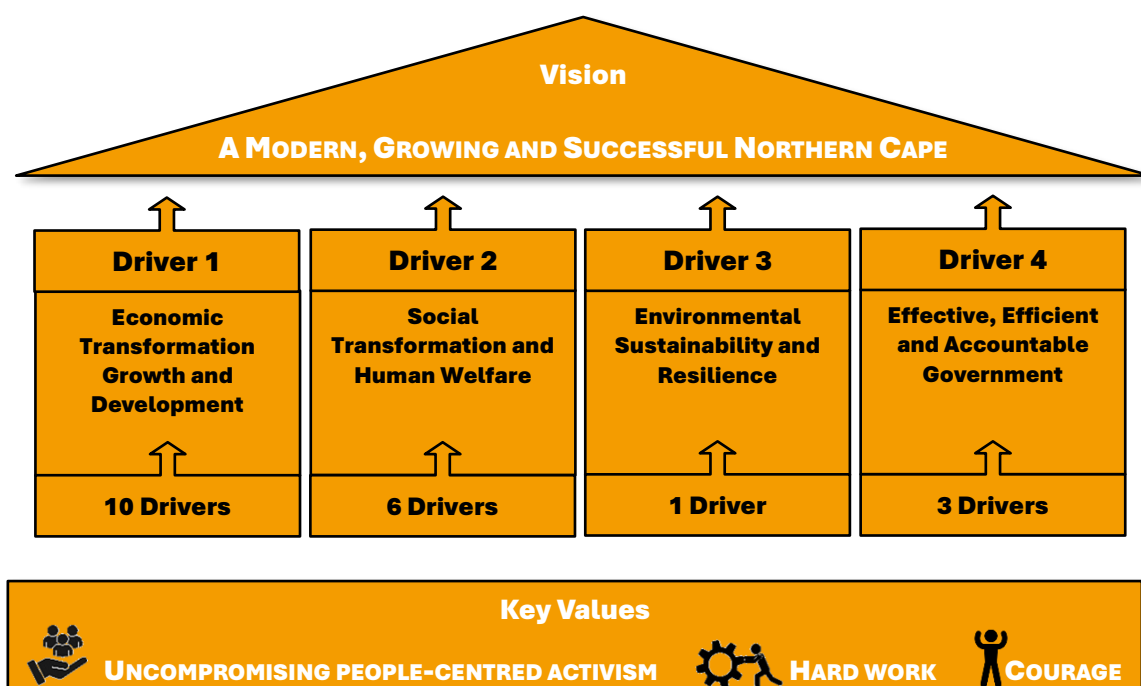 Vision
A Modern, Growing and Successful Northern Cape
Driver 1
Economic
Transformation
Growth and
Development
10 Drivers
Driver 2
Social
Transformation and
Human Welfare
6 Drivers
Driver 3
Environmental
Sustainability and
Resilience
1 Driver
Driver 4
Effective, Efficient
and Accountable
Government
3 Drivers
Key Values
Uncompromising people-centred activism
Hard work
Courage